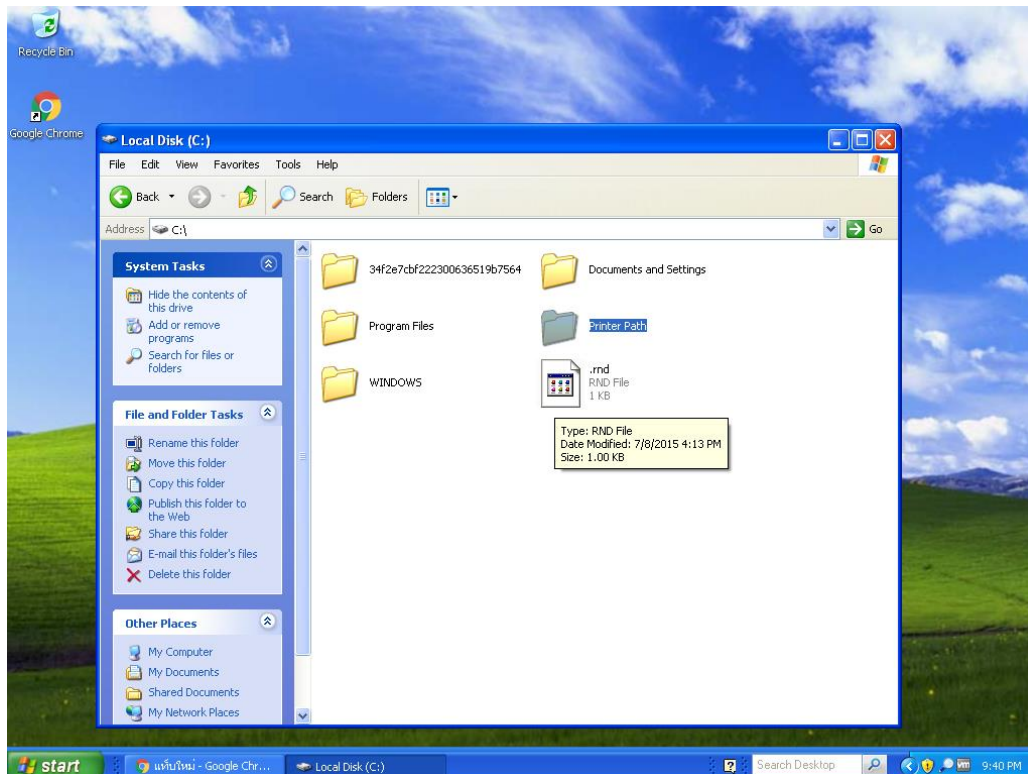 Recycle Bin
Google Chrome
Local Disk (C:)
File Edit View Favorites Tools Help
Back Search Folders
Address C:\ Go
System Tasks
Hide the contents of
this drive
Add or remove
programs
Search for files or
folders
File and Folder Tasks
Rename this folder
Move this folder
Copy this folder
Publish this folder to
the Web
Share this folder
E-mail this folder's files
Delete this folder
Other Places
My Computer
My Documents
Shared Documents
My Network Places
34f2e7cbf222300636519b7564 Documents and Settings
Program Files Printer Path
WINDOWS .rnd
RND File
1 KB
Type: RND File
Date Modified: 7/8/2015 4:13 PM
Size: 1.00 KB
start แท็บใหม่ - Google Chr... Local Disk (C:) Search Desktop 9:40 PM